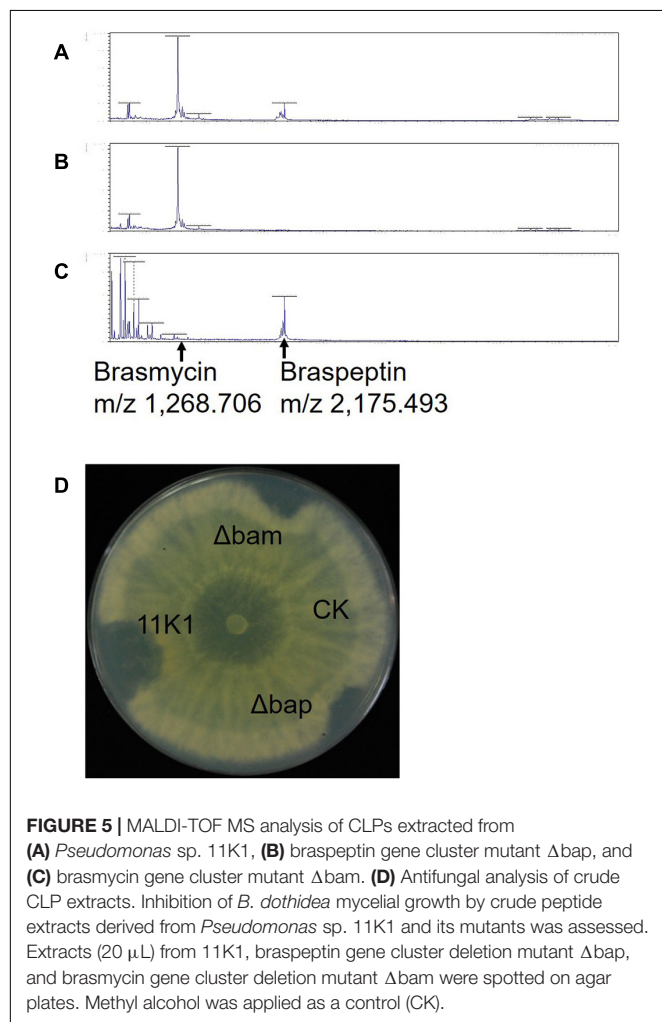 A
B
C
Brasmycin
m/z 1,268.706
Braspeptin
m/z 2,175.493
D
Δbam
11K1
CK
Δbap
FIGURE 5 | MALDI-TOF MS analysis of CLPs extracted from
(A) Pseudomonas sp. 11K1, (B) braspeptin gene cluster mutant Δbap, and
(C) brasmycin gene cluster mutant Δbam. (D) Antifungal analysis of crude
CLP extracts. Inhibition of B. dothidea mycelial growth by crude peptide
extracts derived from Pseudomonas sp. 11K1 and its mutants was assessed.
Extracts (20 μL) from 11K1, braspeptin gene cluster deletion mutant Δbap,
and brasmycin gene cluster deletion mutant Δbam were spotted on agar
plates. Methyl alcohol was applied as a control (CK).